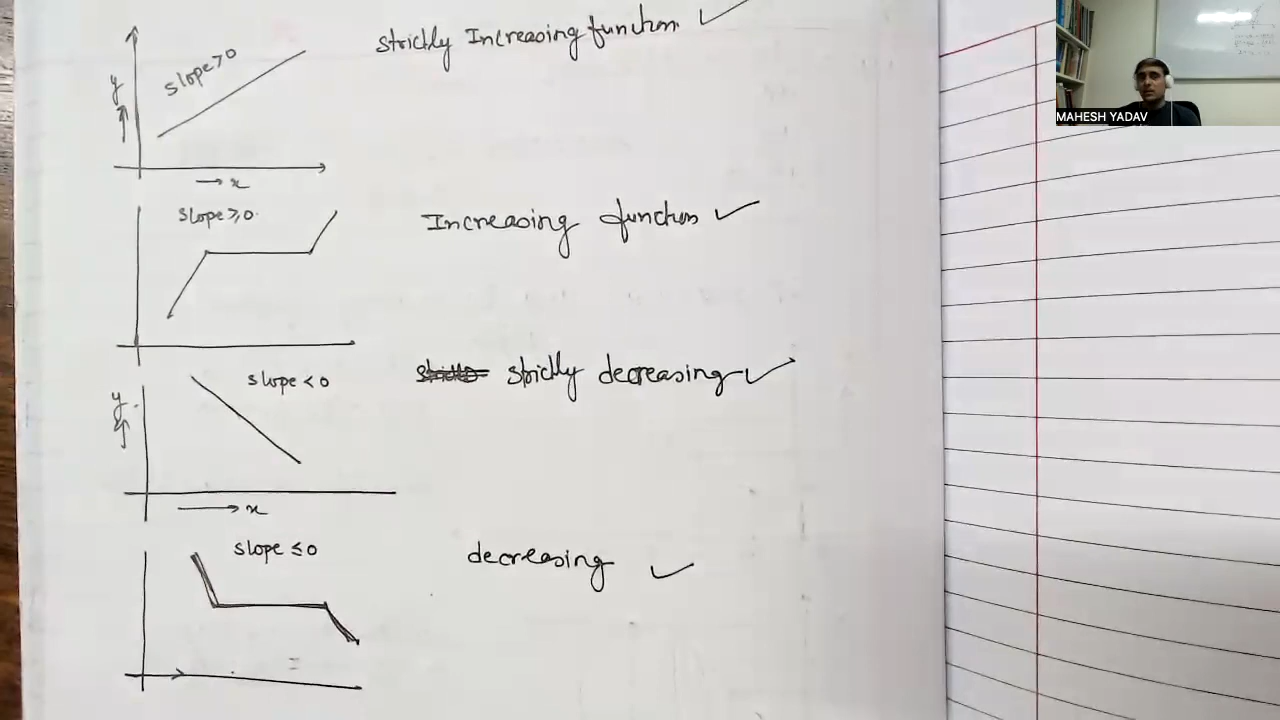 strictly Increasing function
slope>0
y
x
slope≥0
Increasing function
strictly decreasing
slope<0
y
x
slope ≤ 0
decreasing
MAHESH YADAV